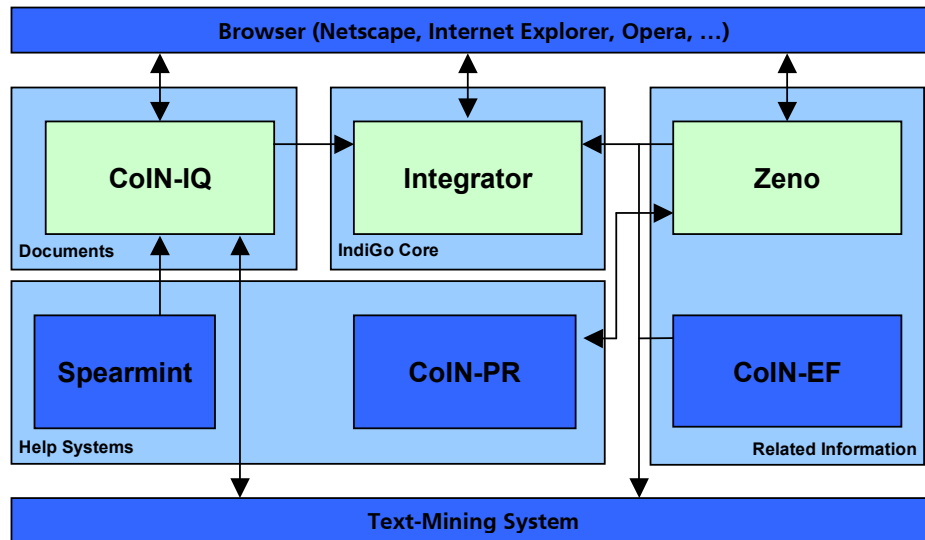 Browser (Netscape, Internet Explorer, Opera, …)
CoIN-IQ
Integrator
Zeno
Documents
IndiGo Core
Spearmint
CoIN-PR
CoIN-EF
Help Systems
Related Information
Text-Mining System